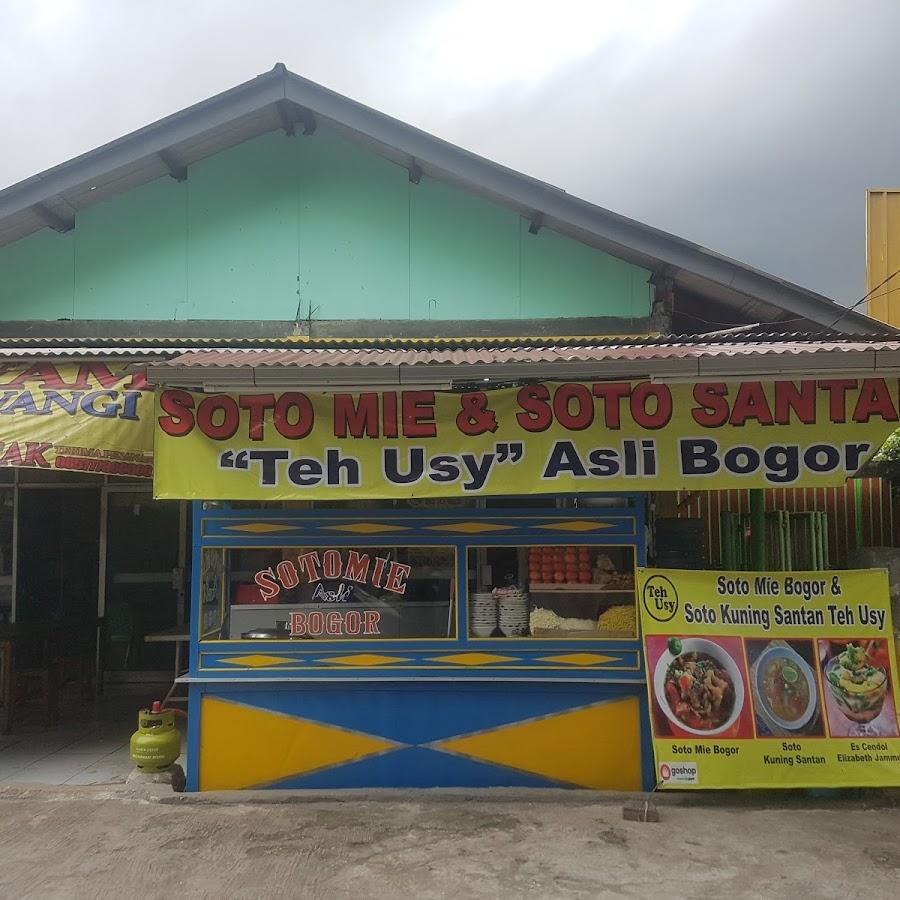 SOTO MIE & SOTO SANTA
"Teh Usy" Asli Bogor
WANGI
SOTOMIE
Asli
BOGOR
Teh
Usy
Soto Mie Bogor &
Soto Kuning Santan Teh Usy
Soto Mie Bogor
Soto
Kuning Santan
Es Cendol
Elizabeth Jamm
goshop